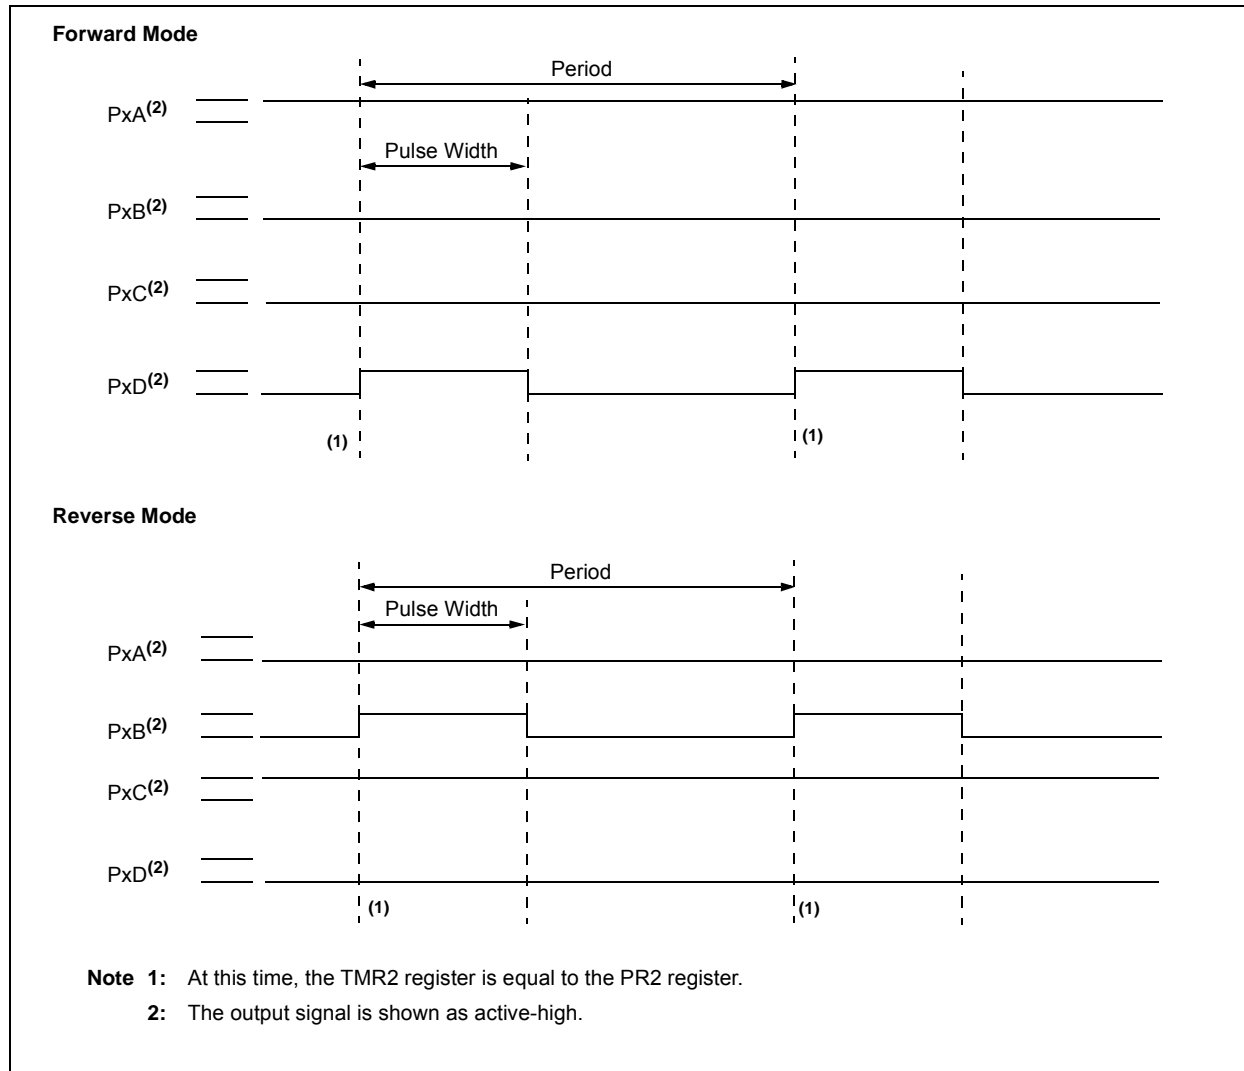 Forward Mode
Period
PxA(2)
Pulse Width
PxB(2)
PxC(2)
PxD(2)
(1)
(1)
Reverse Mode
Period
Pulse Width
PxA(2)
PxB(2)
PxC(2)
PxD(2)
(1)
(1)
Note 1: At this time, the TMR2 register is equal to the PR2 register.
2: The output signal is shown as active-high.